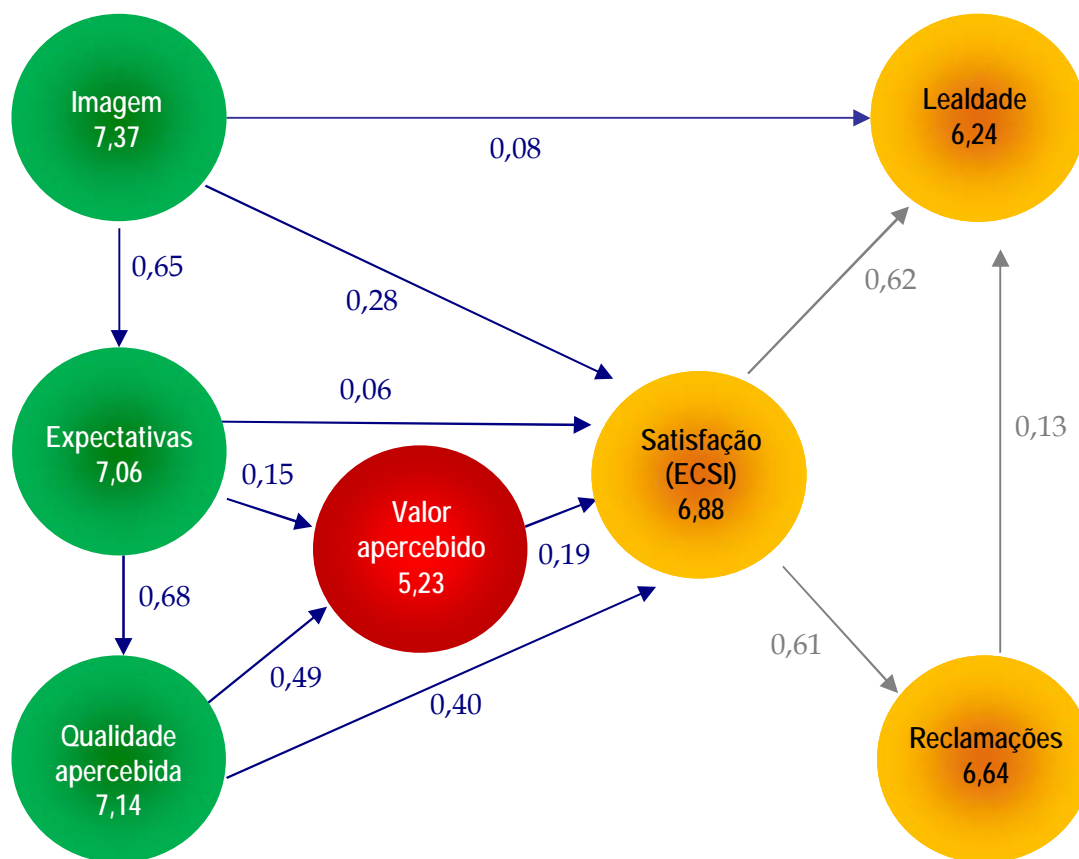 Imagem
7,37
Lealdade
6,24
0,08
0,65
0,28
0,62
0,06
Expectativas
7,06
0,15
Satisfação
(ECSI)
6,88
0,13
Valor
apercebido
5,23
0,19
0,68
0,49
0,40
0,61
Qualidade
apercebida
7,14
Reclamações
6,64